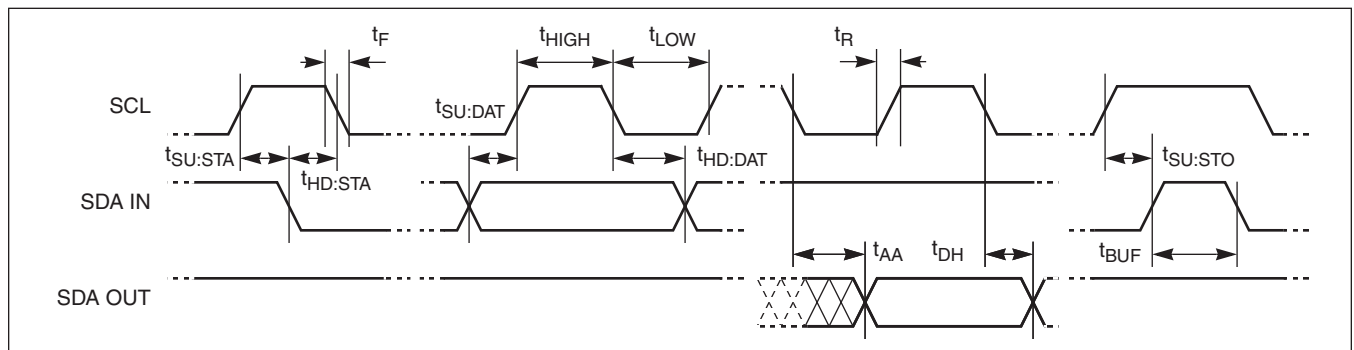 tF
tHIGH
tLOW
tR
SCL
tSU:DAT
tSU:STA
tHD:STA
tHD:DAT
tSU:STO
SDA IN
tAA
tDH
tBUF
SDA OUT